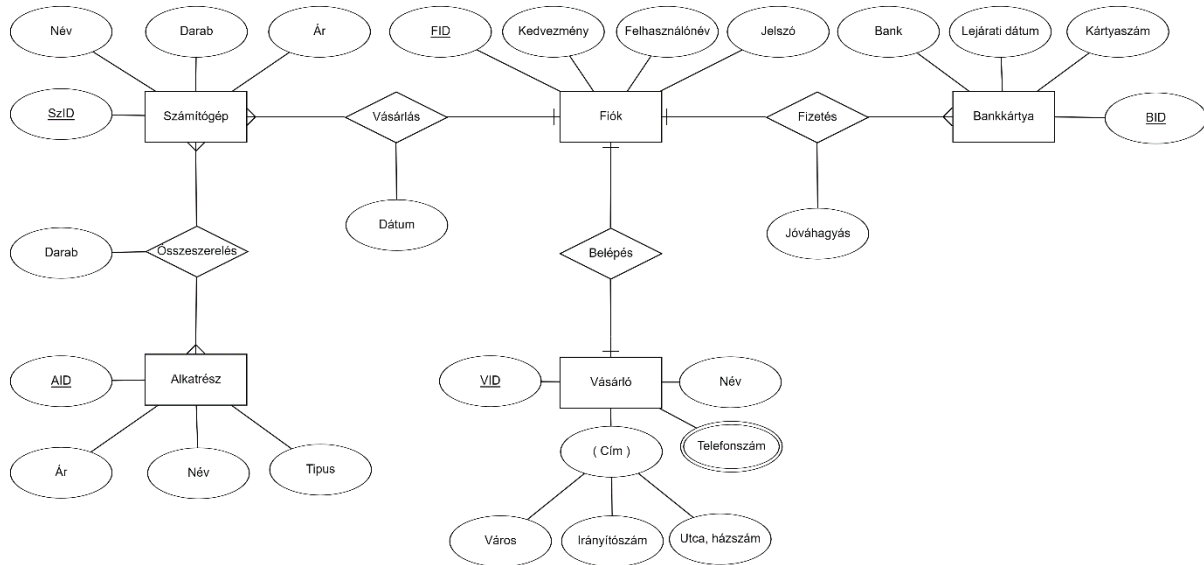 Név
Darab
Ár
FID
Kedvezmény
Felhasználónév
Jelszó
Bank
Lejárati dátum
Kártyaszám
SzID
Számítógép
Vásárlás
Fiók
Fizetés
Bankkártya
BID
Dátum
Jóváhagyás
Darab
Összeszerelés
Belépés
AID
Alkatrész
VID
Vásárló
Név
Ár
Név
Tipus
( Cím )
Telefonszám
Város
Irányítószám
Utca, házszám